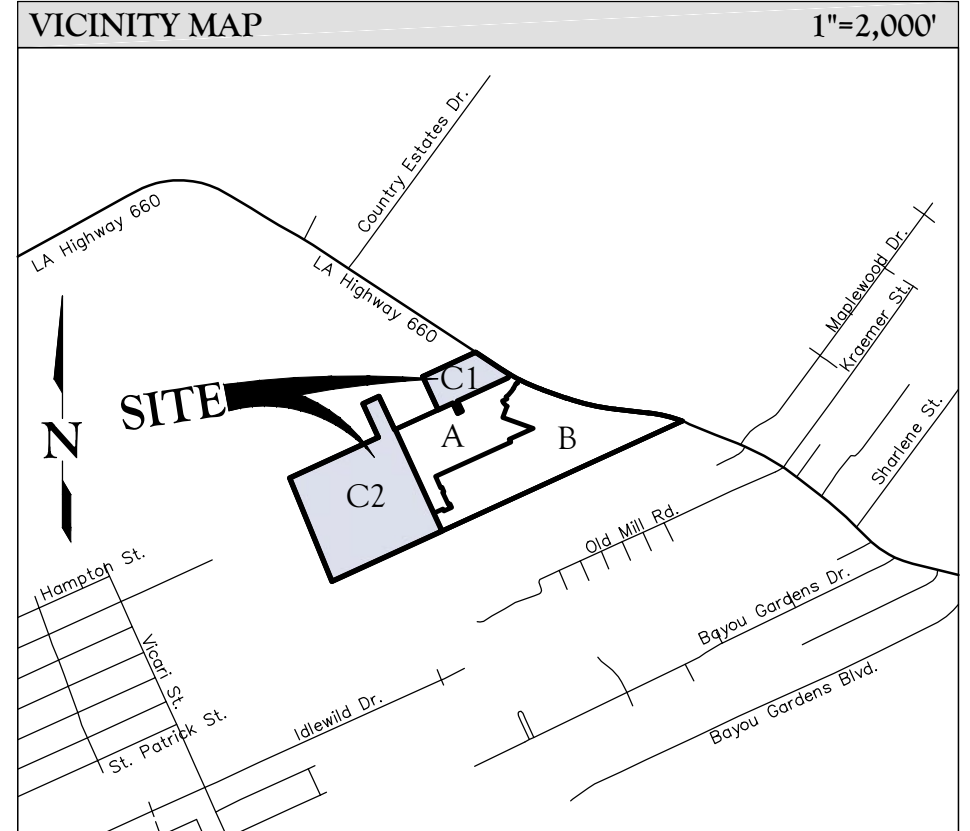 VICINITY MAP 1"=2,000'
Country Estates Dr.
LA Highway 660
LA Highway 660
Maplewood Dr.
Kraemer St.
SITE
C1
N
A
B
Sharlene St.
C2
Old Mill Rd.
Hampton St.
Bayou Gardens Dr.
Vicari St.
Idlewild Dr.
St. Patrick St.
Bayou Gardens Blvd.